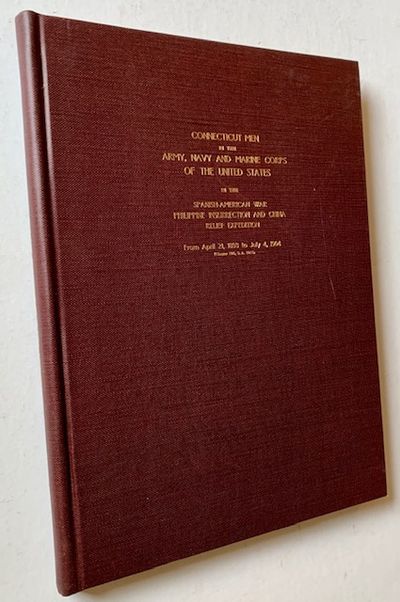 CONNECTICUT MEN
IN THE
ARMY, NAVY AND MARINE CORPS
OF THE UNITED STATES
IN THE
SPANISH-AMERICAN WAR
PHILIPPINE INSURRECTION AND CHINA
RELIEF EXPEDITION
From April 21, 1898 to July 4, 1904